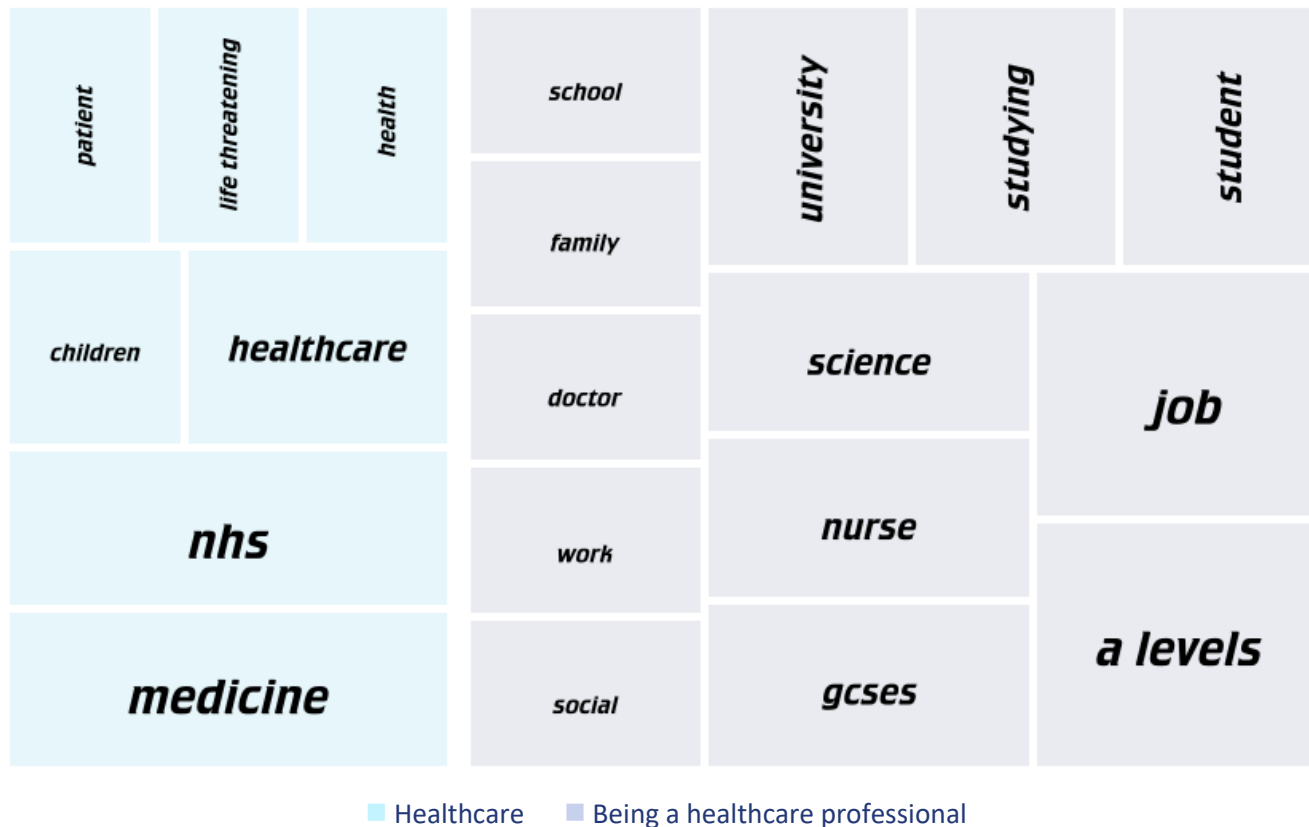 patient
life threatening
health
children
healthcare
nhs
medicine
school
family
doctor
work
social
university
studying
student
science
job
nurse
a levels
gcses
Healthcare
Being a healthcare professional